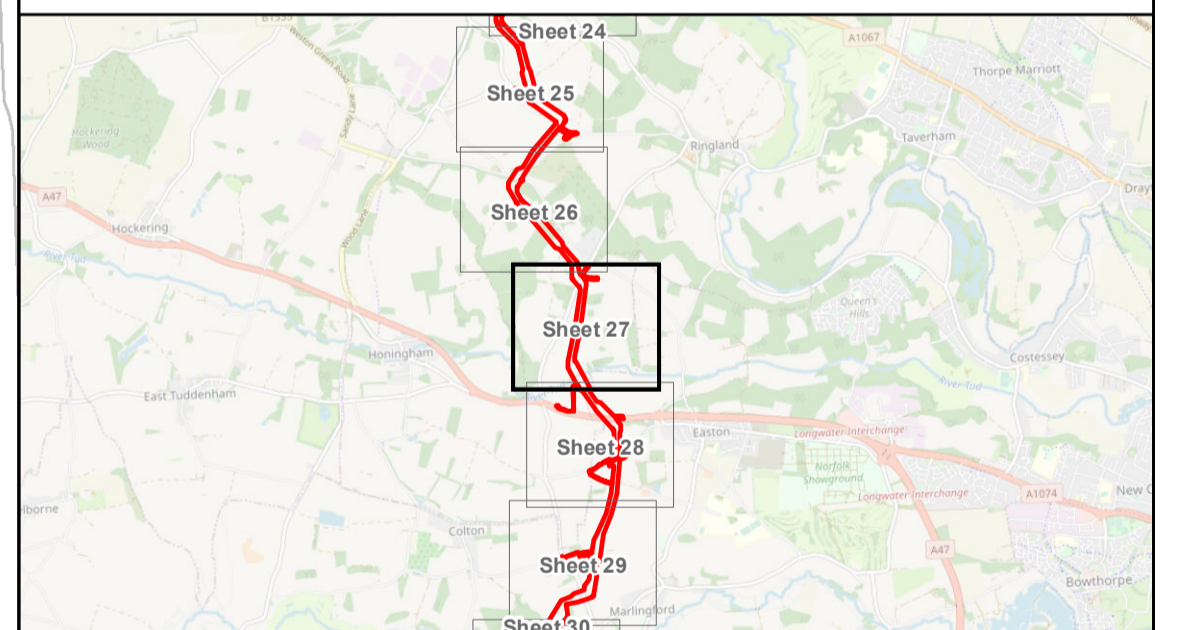 B1535
Sheet 24
A1067
Weston Green Road
Thorpe Marriott
Sheet 25
Hockering
Wood
Sandy Lane
Taverham
Ringland
Dray
A47
Sheet 26
Hockering
Wood Lane
River Tud
Queen's
Hills
Sheet 27
Honingham
Costessey
River-Tud
East Tuddenham
Easton
Longwater Interchange
Sheet 28
Norfolk
Showground
Longwater Interchange
A1074
New C
elborne
Colton
A47
Sheet 29
Bowthorpe
Marlingford
Sheet 30